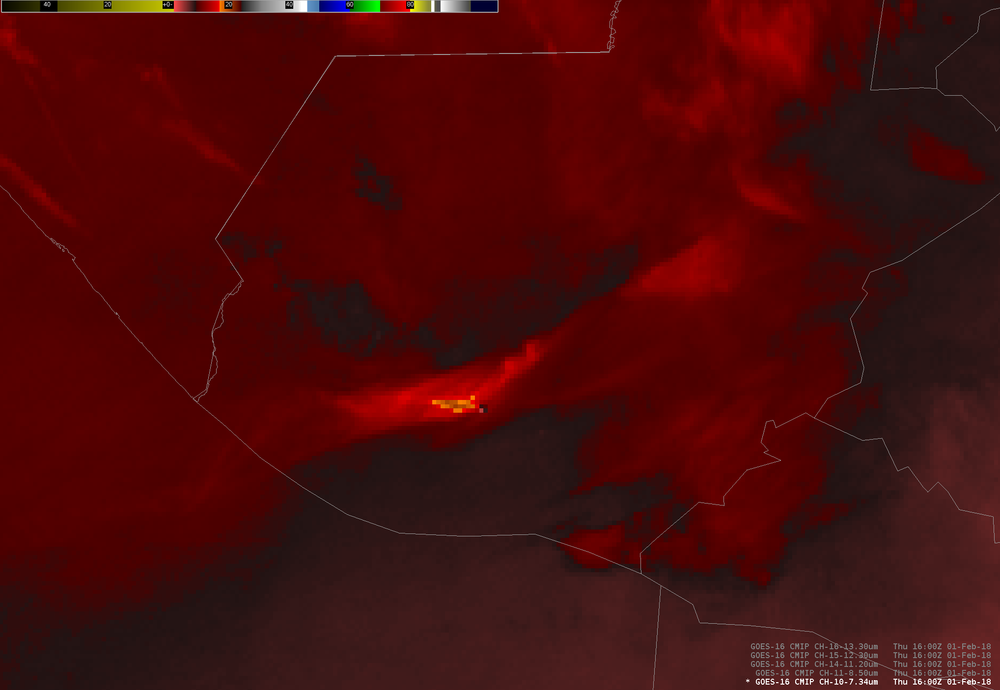 40 20 +0- 20 40 60 80
GOES-16 CMIP CH-16-13.30um Thu 16:00Z 01-Feb-18
GOES-16 CMIP CH-15-12.30um Thu 16:00Z 01-Feb-18
GOES-16 CMIP CH-14-11.20um Thu 16:00Z 01-Feb-18
GOES-16 CMIP CH-11-8.50um Thu 16:00Z 01-Feb-18
* GOES-16 CMIP CH-10-7.34um Thu 16:00Z 01-Feb-18